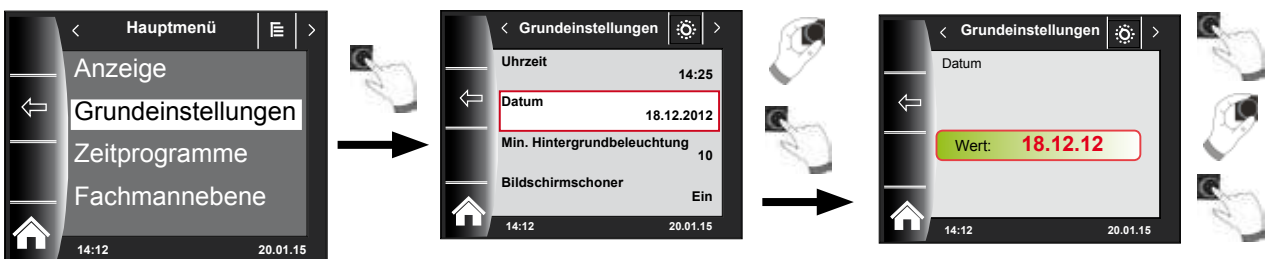 Hauptmenü
Anzeige
Grundeinstellungen
Zeitprogramme
Fachmannebene
14:12 20.01.15
Grundeinstellungen
Uhrzeit
14:25
Datum
18.12.2012
Min. Hintergrundbeleuchtung
10
Bildschirmschoner
Ein
14:12 20.01.15
Grundeinstellungen
Datum
Wert: 18.12.12
14:12 20.01.15